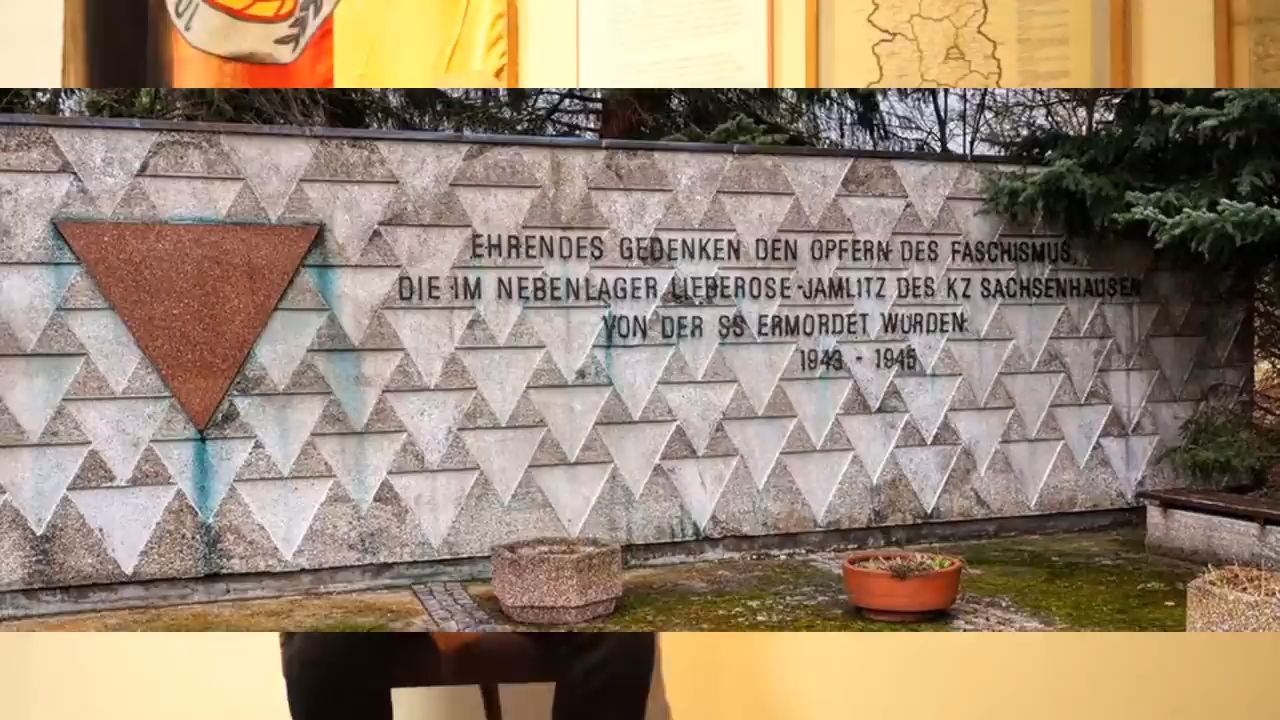 EHRENDES GEDENKEN DEN OPFERN DES FASCHISMUS,
DIE IM NEBENLAGER LIEBEROSE-JAMLITZ DES KZ SACHSENHAUSEN
VON DER SS ERMORDET WURDEN.
1943 - 1945